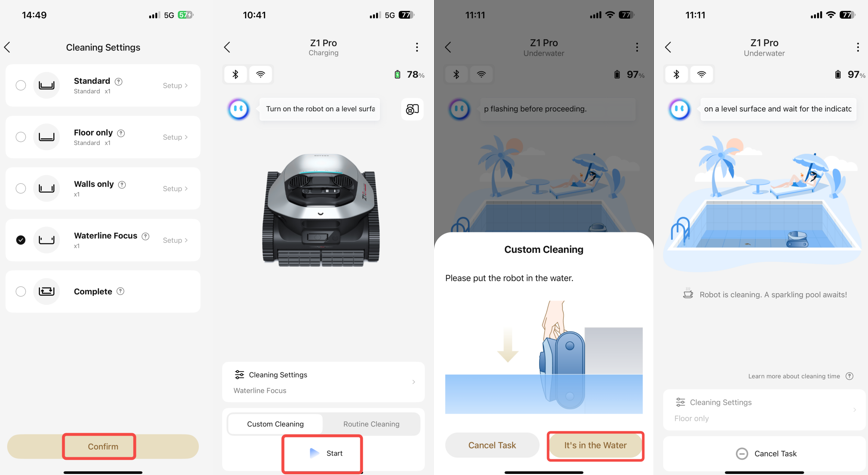 14:49
5G 57
Cleaning Settings
Standard
Standard x1
Setup
Floor only
Standard x1
Setup
Walls only
x1
Setup
Waterline Focus
x1
Setup
Complete
Confirm
10:41
5G 77
Z1 Pro
Charging
78%
Turn on the robot on a level surfa
Cleaning Settings
Waterline Focus
Custom Cleaning
Routine Cleaning
Start
11:11
77
Z1 Pro
Underwater
97%
p flashing before proceeding.
Custom Cleaning
Please put the robot in the water.
Cancel Task
It's in the Water
11:11
77
Z1 Pro
Underwater
97%
on a level surface and wait for the indicatc
Robot is cleaning. A sparkling pool awaits!
Learn more about cleaning time
Cleaning Settings
Floor only
Cancel Task